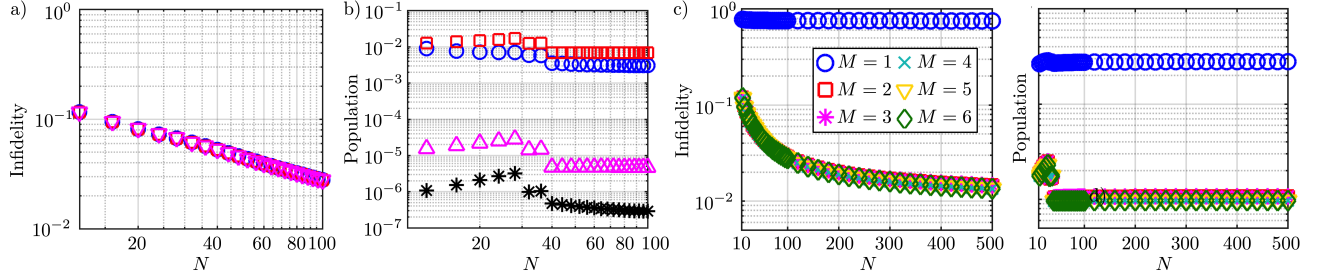 a)
10^0
10^{-1}
10^{-2}
Infidelity
20 40 60 80 100
N
b)
10^{-1}
10^{-2}
10^{-3}
10^{-4}
10^{-5}
10^{-6}
10^{-7}
Population
20 40 60 80 100
N
c)
10^0
10^{-1}
10^{-2}
Infidelity
M = 1 M = 4
M = 2 M = 5
M = 3 M = 6
10 100 200 300 400 500
N
Population
d)
10 100 200 300 400 500
N